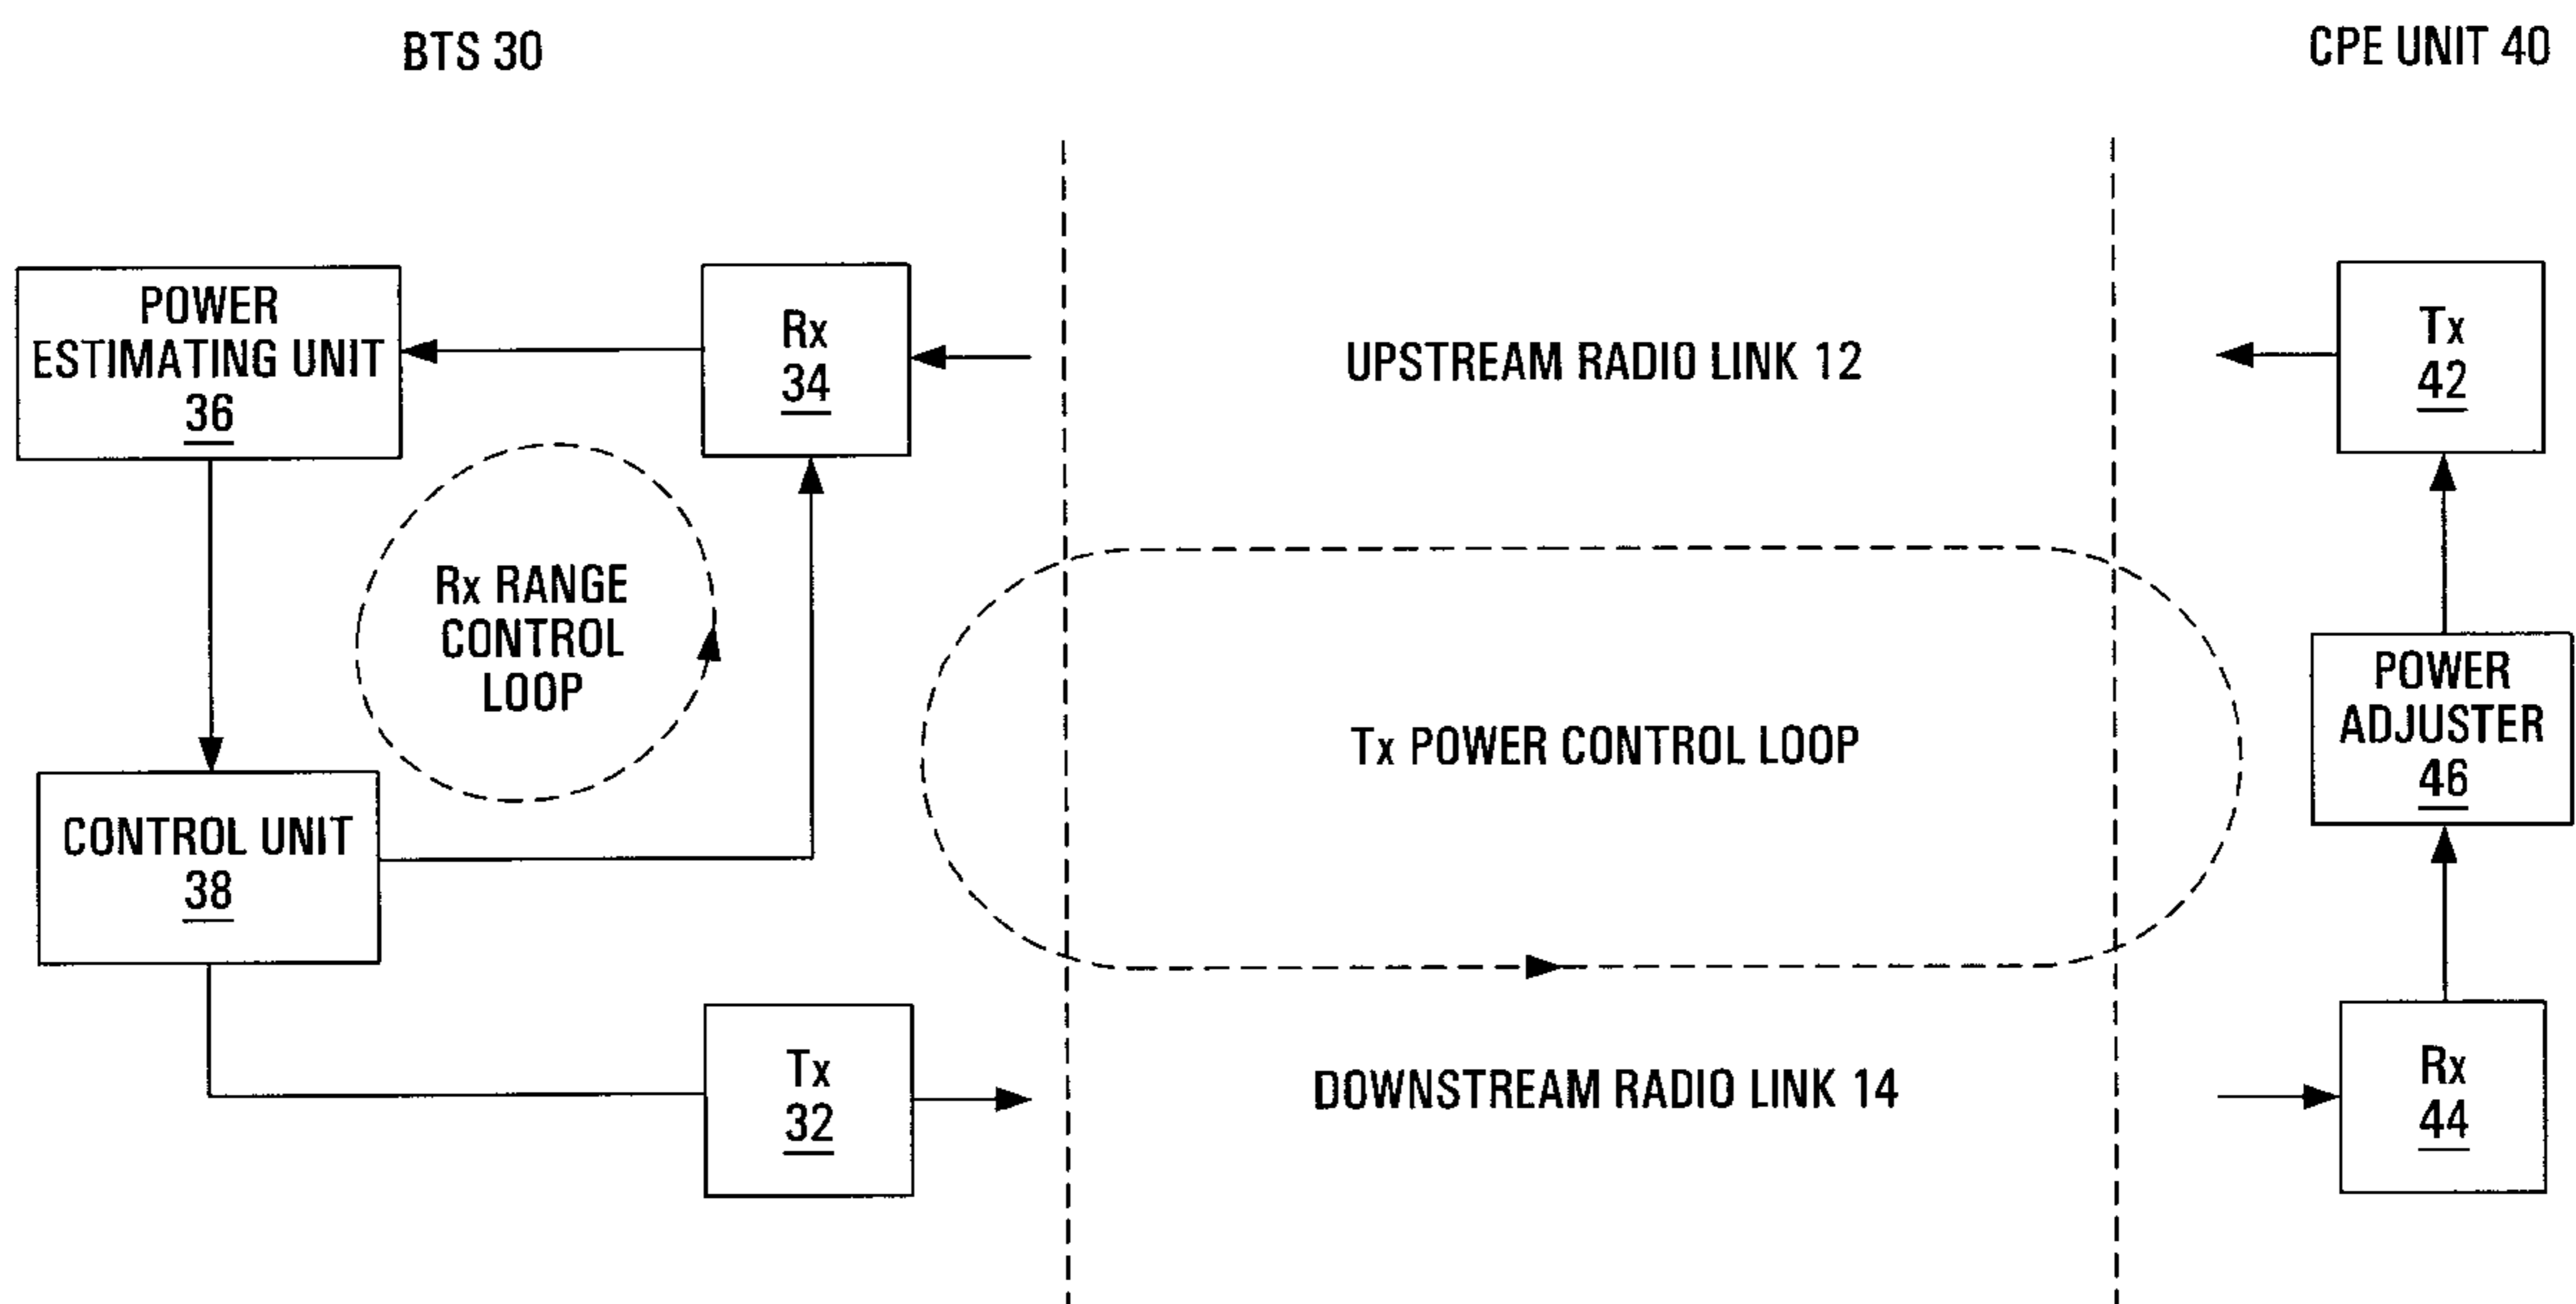 BTS 30
CPE UNIT 40
POWER
ESTIMATING UNIT
36
Rx
34
UPSTREAM RADIO LINK 12
Tx
42
Rx RANGE
CONTROL
LOOP
Tx POWER CONTROL LOOP
POWER
ADJUSTER
46
CONTROL UNIT
38
Tx
32
DOWNSTREAM RADIO LINK 14
Rx
44